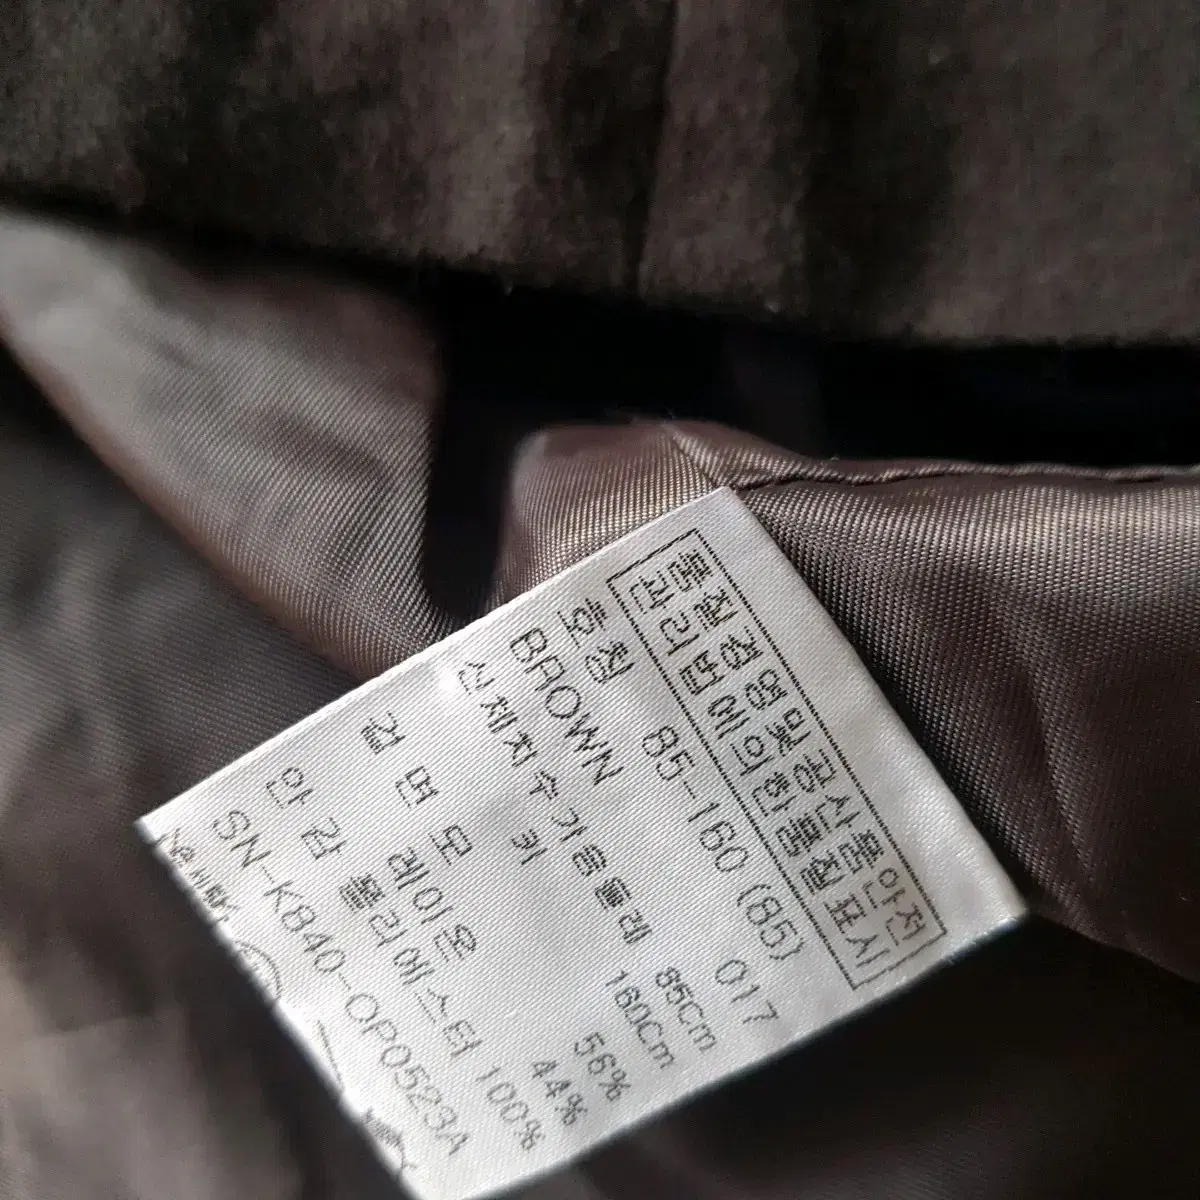 품질경영및공산품안전
관리법에의한품질표시
호칭 85-160 (85)
BROWN 017
신체치수가슴둘레 85Cm
키 160Cm
겉 면 모 56%
레이온 44%
안 감 폴리에스터 100%
SN-K840-OP0523A